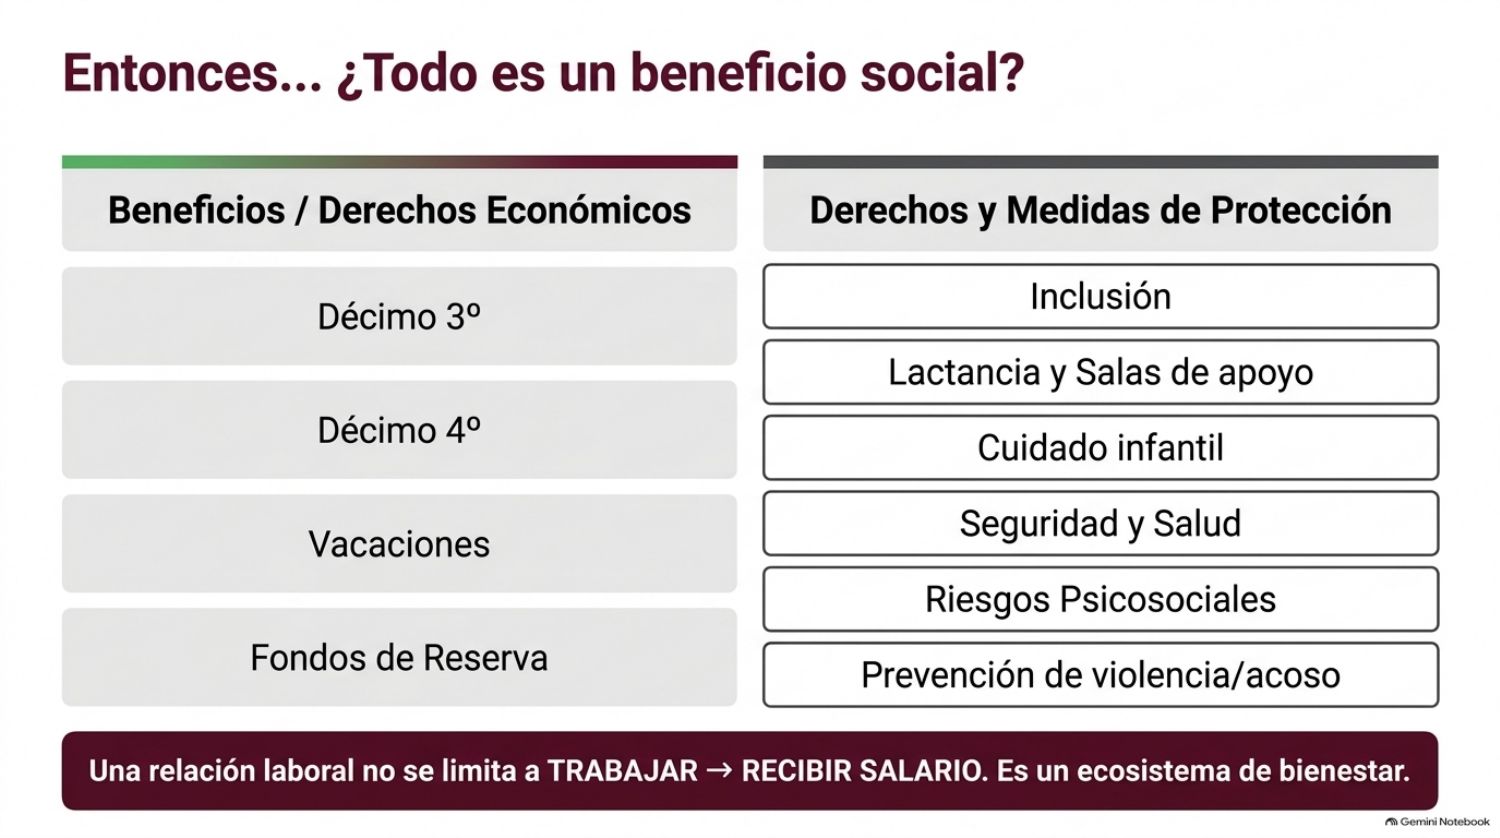 Entonces... ¿Todo es un beneficio social?
Beneficios / Derechos Económicos
Décimo 3º
Décimo 4º
Vacaciones
Fondos de Reserva
Derechos y Medidas de Protección
Inclusión
Lactancia y Salas de apoyo
Cuidado infantil
Seguridad y Salud
Riesgos Psicosociales
Prevención de violencia/acoso
Una relación laboral no se limita a TRABAJAR → RECIBIR SALARIO. Es un ecosistema de bienestar.
Gemini Notebook